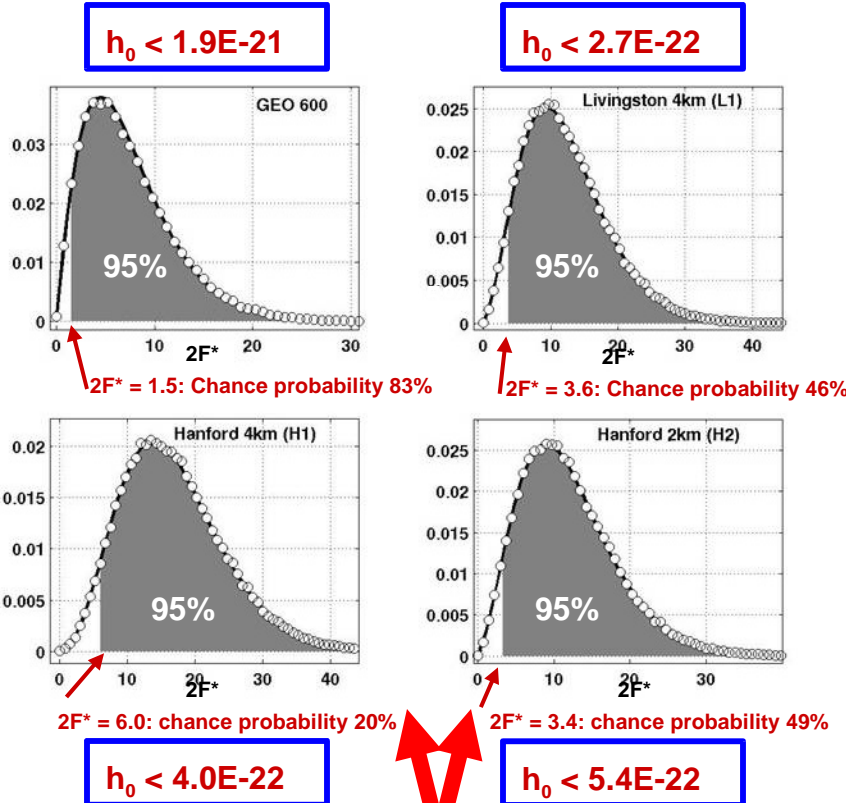 h₀ < 1.9E-21
h₀ < 2.7E-22
GEO 600
0.03
0.02
0.01
0
95%
0 10 20 30
2F*
2F* = 1.5: Chance probability 83%
Livingston 4km (L1)
0.025
0.02
0.015
0.01
0.005
0
95%
0 10 20 30 40
2F*
2F* = 3.6: Chance probability 46%
Hanford 4km (H1)
0.02
0.01
0.005
0
95%
0 10 20 30 40
2F*
2F* = 6.0: chance probability 20%
Hanford 2km (H2)
0.025
0.02
0.015
0.01
0.005
0
95%
0 10 20 30 40
2F*
2F* = 3.4: chance probability 49%
h₀ < 4.0E-22
h₀ < 5.4E-22